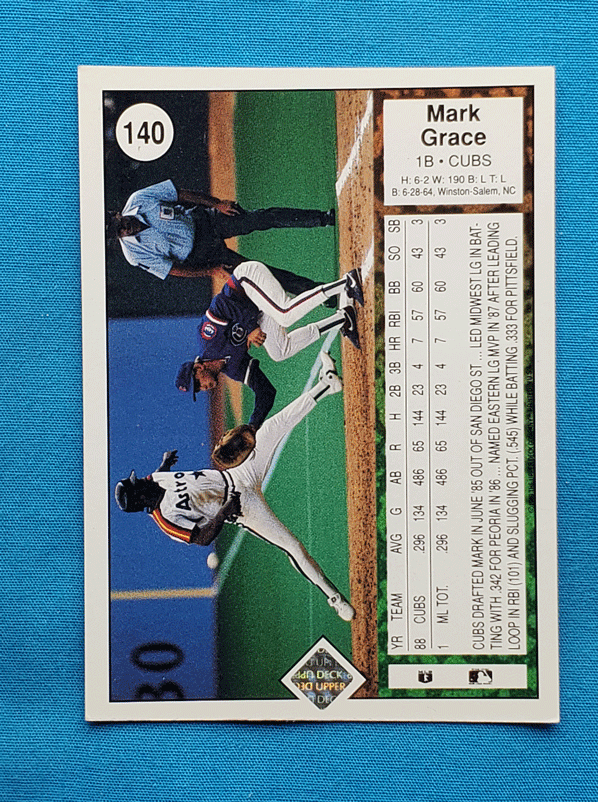 140
Mark
Grace
1B • CUBS
H: 6-2 W: 190 B: L T: L
B: 6-28-64, Winston-Salem, NC
YR TEAM AVG G AB R H 2B 3B HR RBI BB SO SB
88 CUBS .296 134 486 65 144 23 4 7 57 60 43 3
1 ML TOT. .296 134 486 65 144 23 4 7 57 60 43 3
CUBS DRAFTED MARK IN JUNE '85 OUT OF SAN DIEGO ST ... LED MIDWEST LG IN BAT-
TING WITH .342 FOR PEORIA IN '86 ... NAMED EASTERN LG MVP IN '87 AFTER LEADING
LOOP IN RBI (101) AND SLUGGING PCT. (.545) WHILE BATTING .333 FOR PITTSFIELD.
Astros
30
UPPER DECK